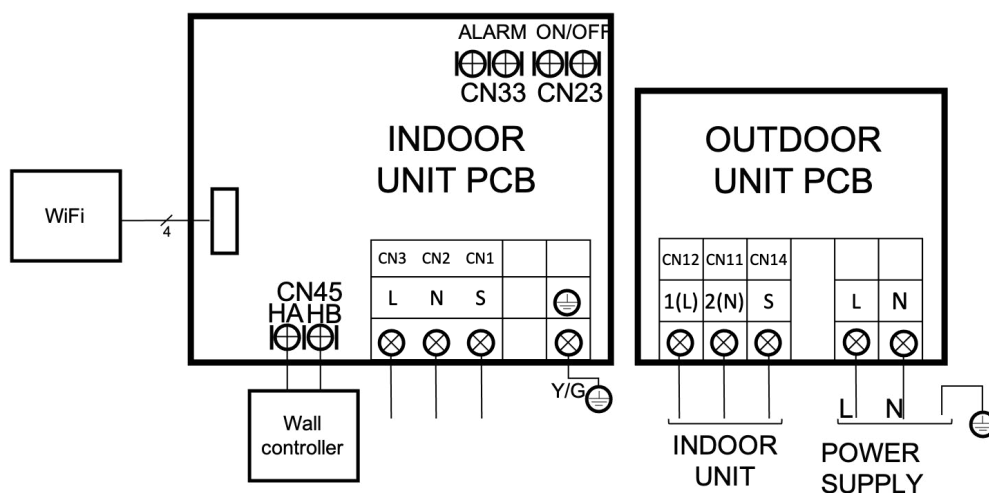 ALARM ON/OFF
CN33 CN23
INDOOR
UNIT PCB
WiFi
4
CN45
HA HB
Wall
controller
CN3 CN2 CN1
L N S
Y/G
OUTDOOR
UNIT PCB
CN12 CN11 CN14
1(L) 2(N) S L N
L N
INDOOR
UNIT
POWER
SUPPLY